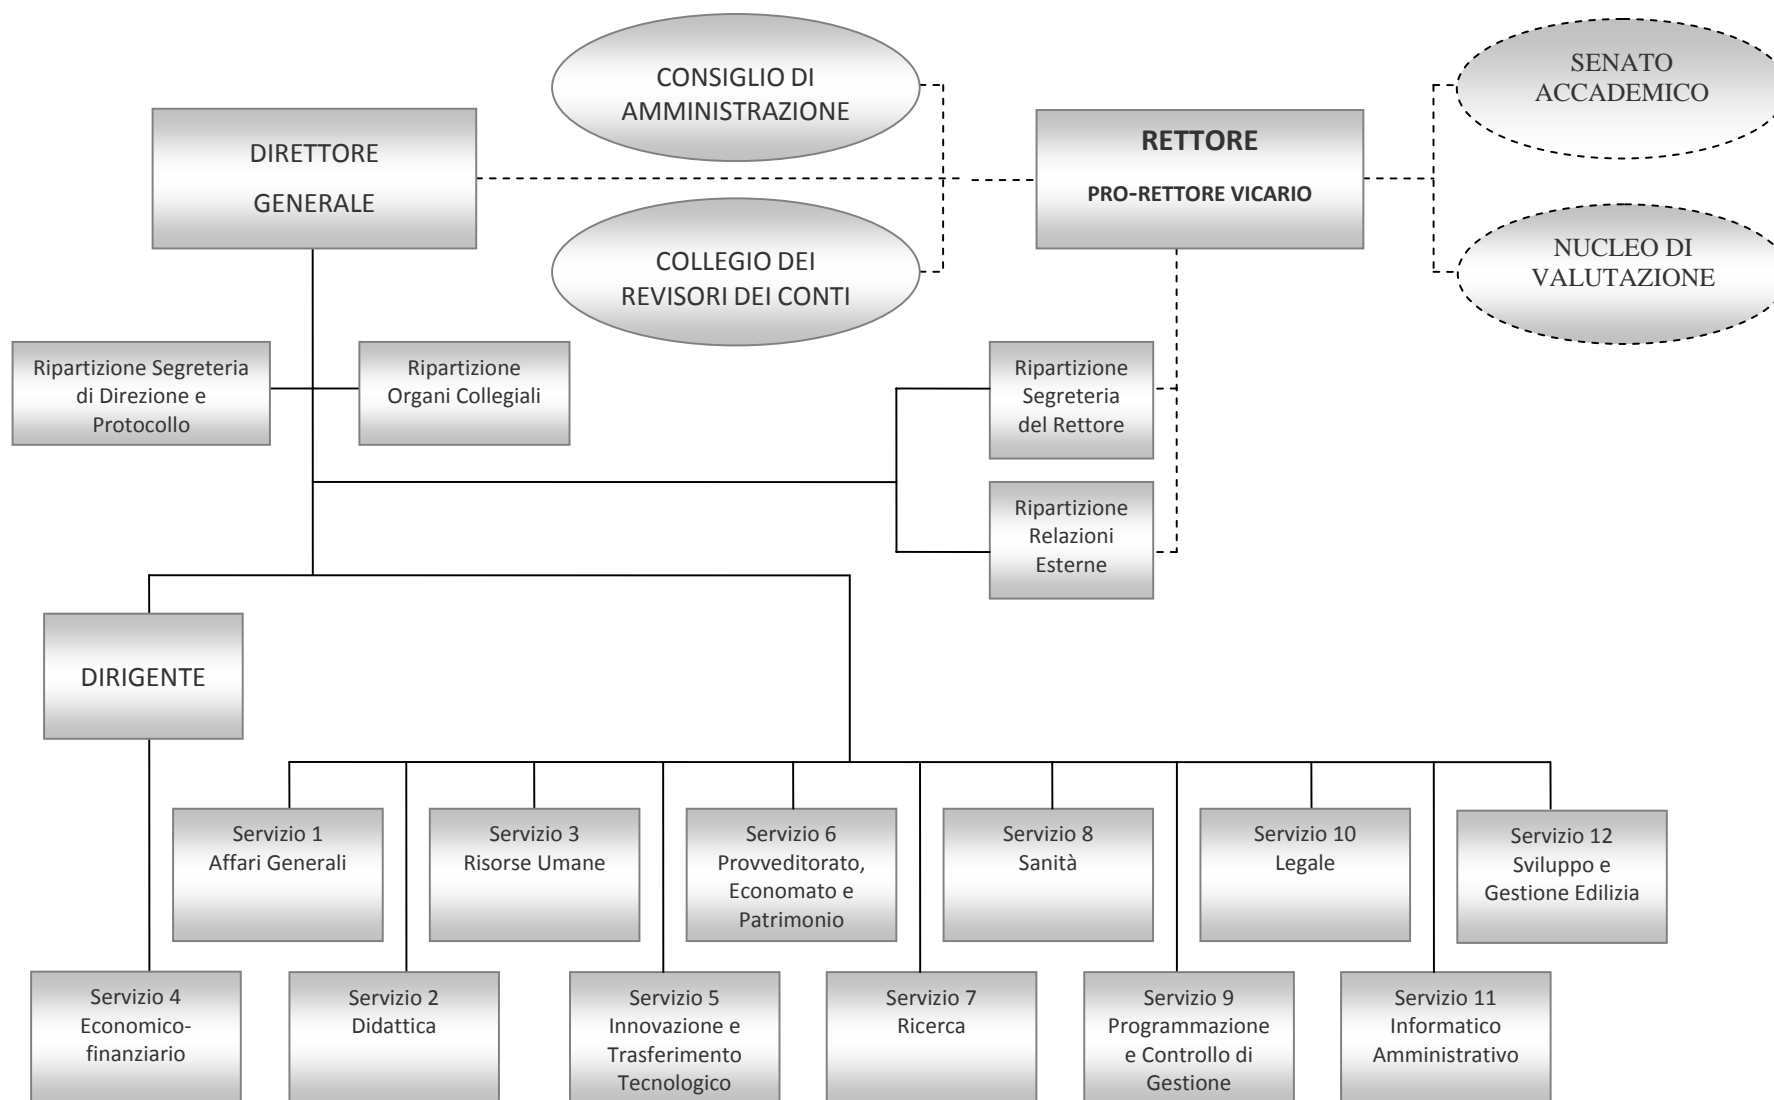 CONSIGLIO DI
AMMINISTRAZIONE
SENATO
ACCADEMICO
DIRETTORE
GENERALE
RETTORE
PRO-RETTORE VICARIO
COLLEGIO DEI
REVISORI DEI CONTI
NUCLEO DI
VALUTAZIONE
Ripartizione Segreteria
di Direzione e
Protocollo
Ripartizione
Organi Collegiali
Ripartizione
Segreteria
del Rettore
Ripartizione
Relazioni
Esterne
DIRIGENTE
Servizio 1
Affari Generali
Servizio 3
Risorse Umane
Servizio 6
Provveditorato,
Economato e
Patrimonio
Servizio 8
Sanità
Servizio 10
Legale
Servizio 12
Sviluppo e
Gestione Edilizia
Servizio 4
Economico-
finanziario
Servizio 2
Didattica
Servizio 5
Innovazione e
Trasferimento
Tecnologico
Servizio 7
Ricerca
Servizio 9
Programmazione
e Controllo di
Gestione
Servizio 11
Informatico
Amministrativo